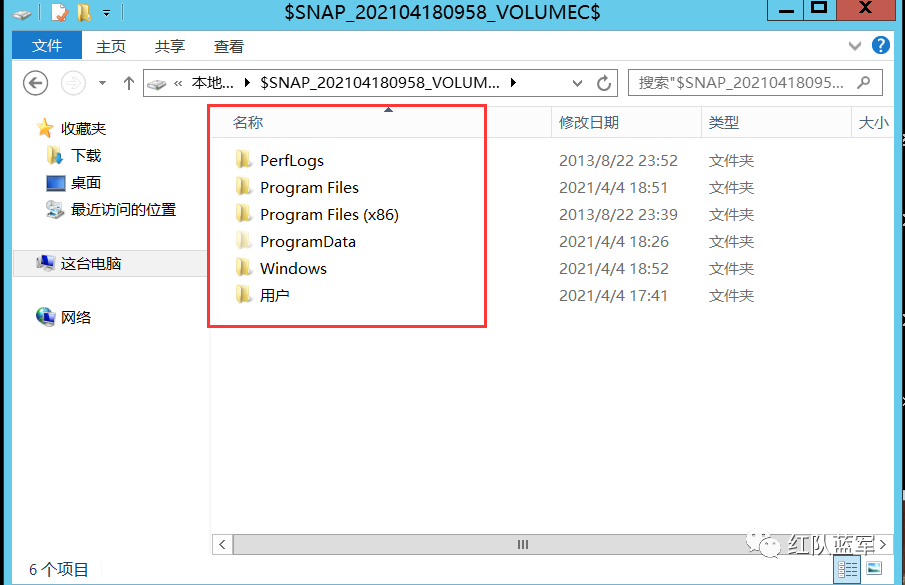 $SNAP_202104180958_VOLUMEC$
文件 主页 共享 查看
« 本地... $SNAP_202104180958_VOLUM... 搜索"$SNAP_20210418095...
收藏夹
下载
桌面
最近访问的位置
这台电脑
网络
名称 修改日期 类型 大小
PerfLogs 2013/8/22 23:52 文件夹
Program Files 2021/4/4 18:51 文件夹
Program Files (x86) 2013/8/22 23:39 文件夹
ProgramData 2021/4/4 18:26 文件夹
Windows 2021/4/4 18:52 文件夹
用户 2021/4/4 17:41 文件夹
红队蓝军
6 个项目